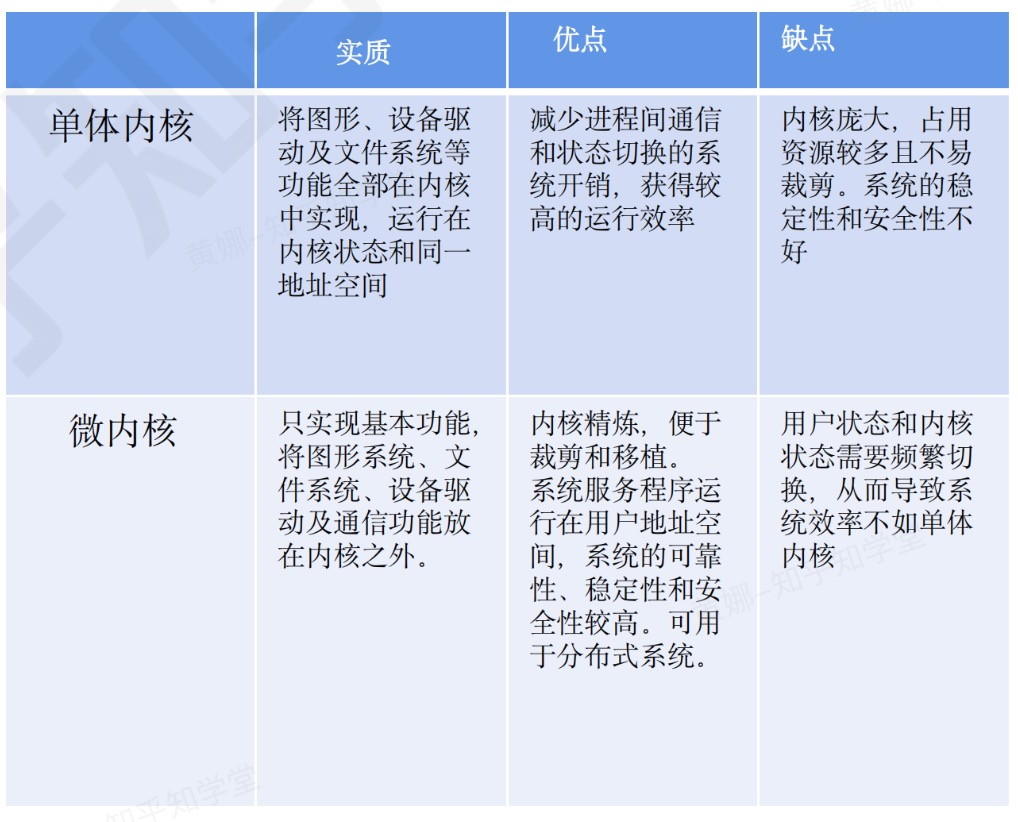 实质
优点
缺点
单体内核
将图形、设备驱
动及文件系统等
功能全部在内核
中实现，运行在
内核状态和同一
地址空间
减少进程间通信
和状态切换的系
统开销，获得较
高的运行效率
内核庞大，占用
资源较多且不易
裁剪。系统的稳
定性和安全性不
好
微内核
只实现基本功能，
将图形系统、文
件系统、设备驱
动及通信功能放
在内核之外。
内核精炼，便于
裁剪和移植。
系统服务程序运
行在用户地址空
间，系统的可靠
性、稳定性和安
全性较高。可用
于分布式系统。
用户状态和内核
状态需要频繁切
换，从而导致系
统效率不如单体
内核
黄娜-知乎知学堂
乎知学堂